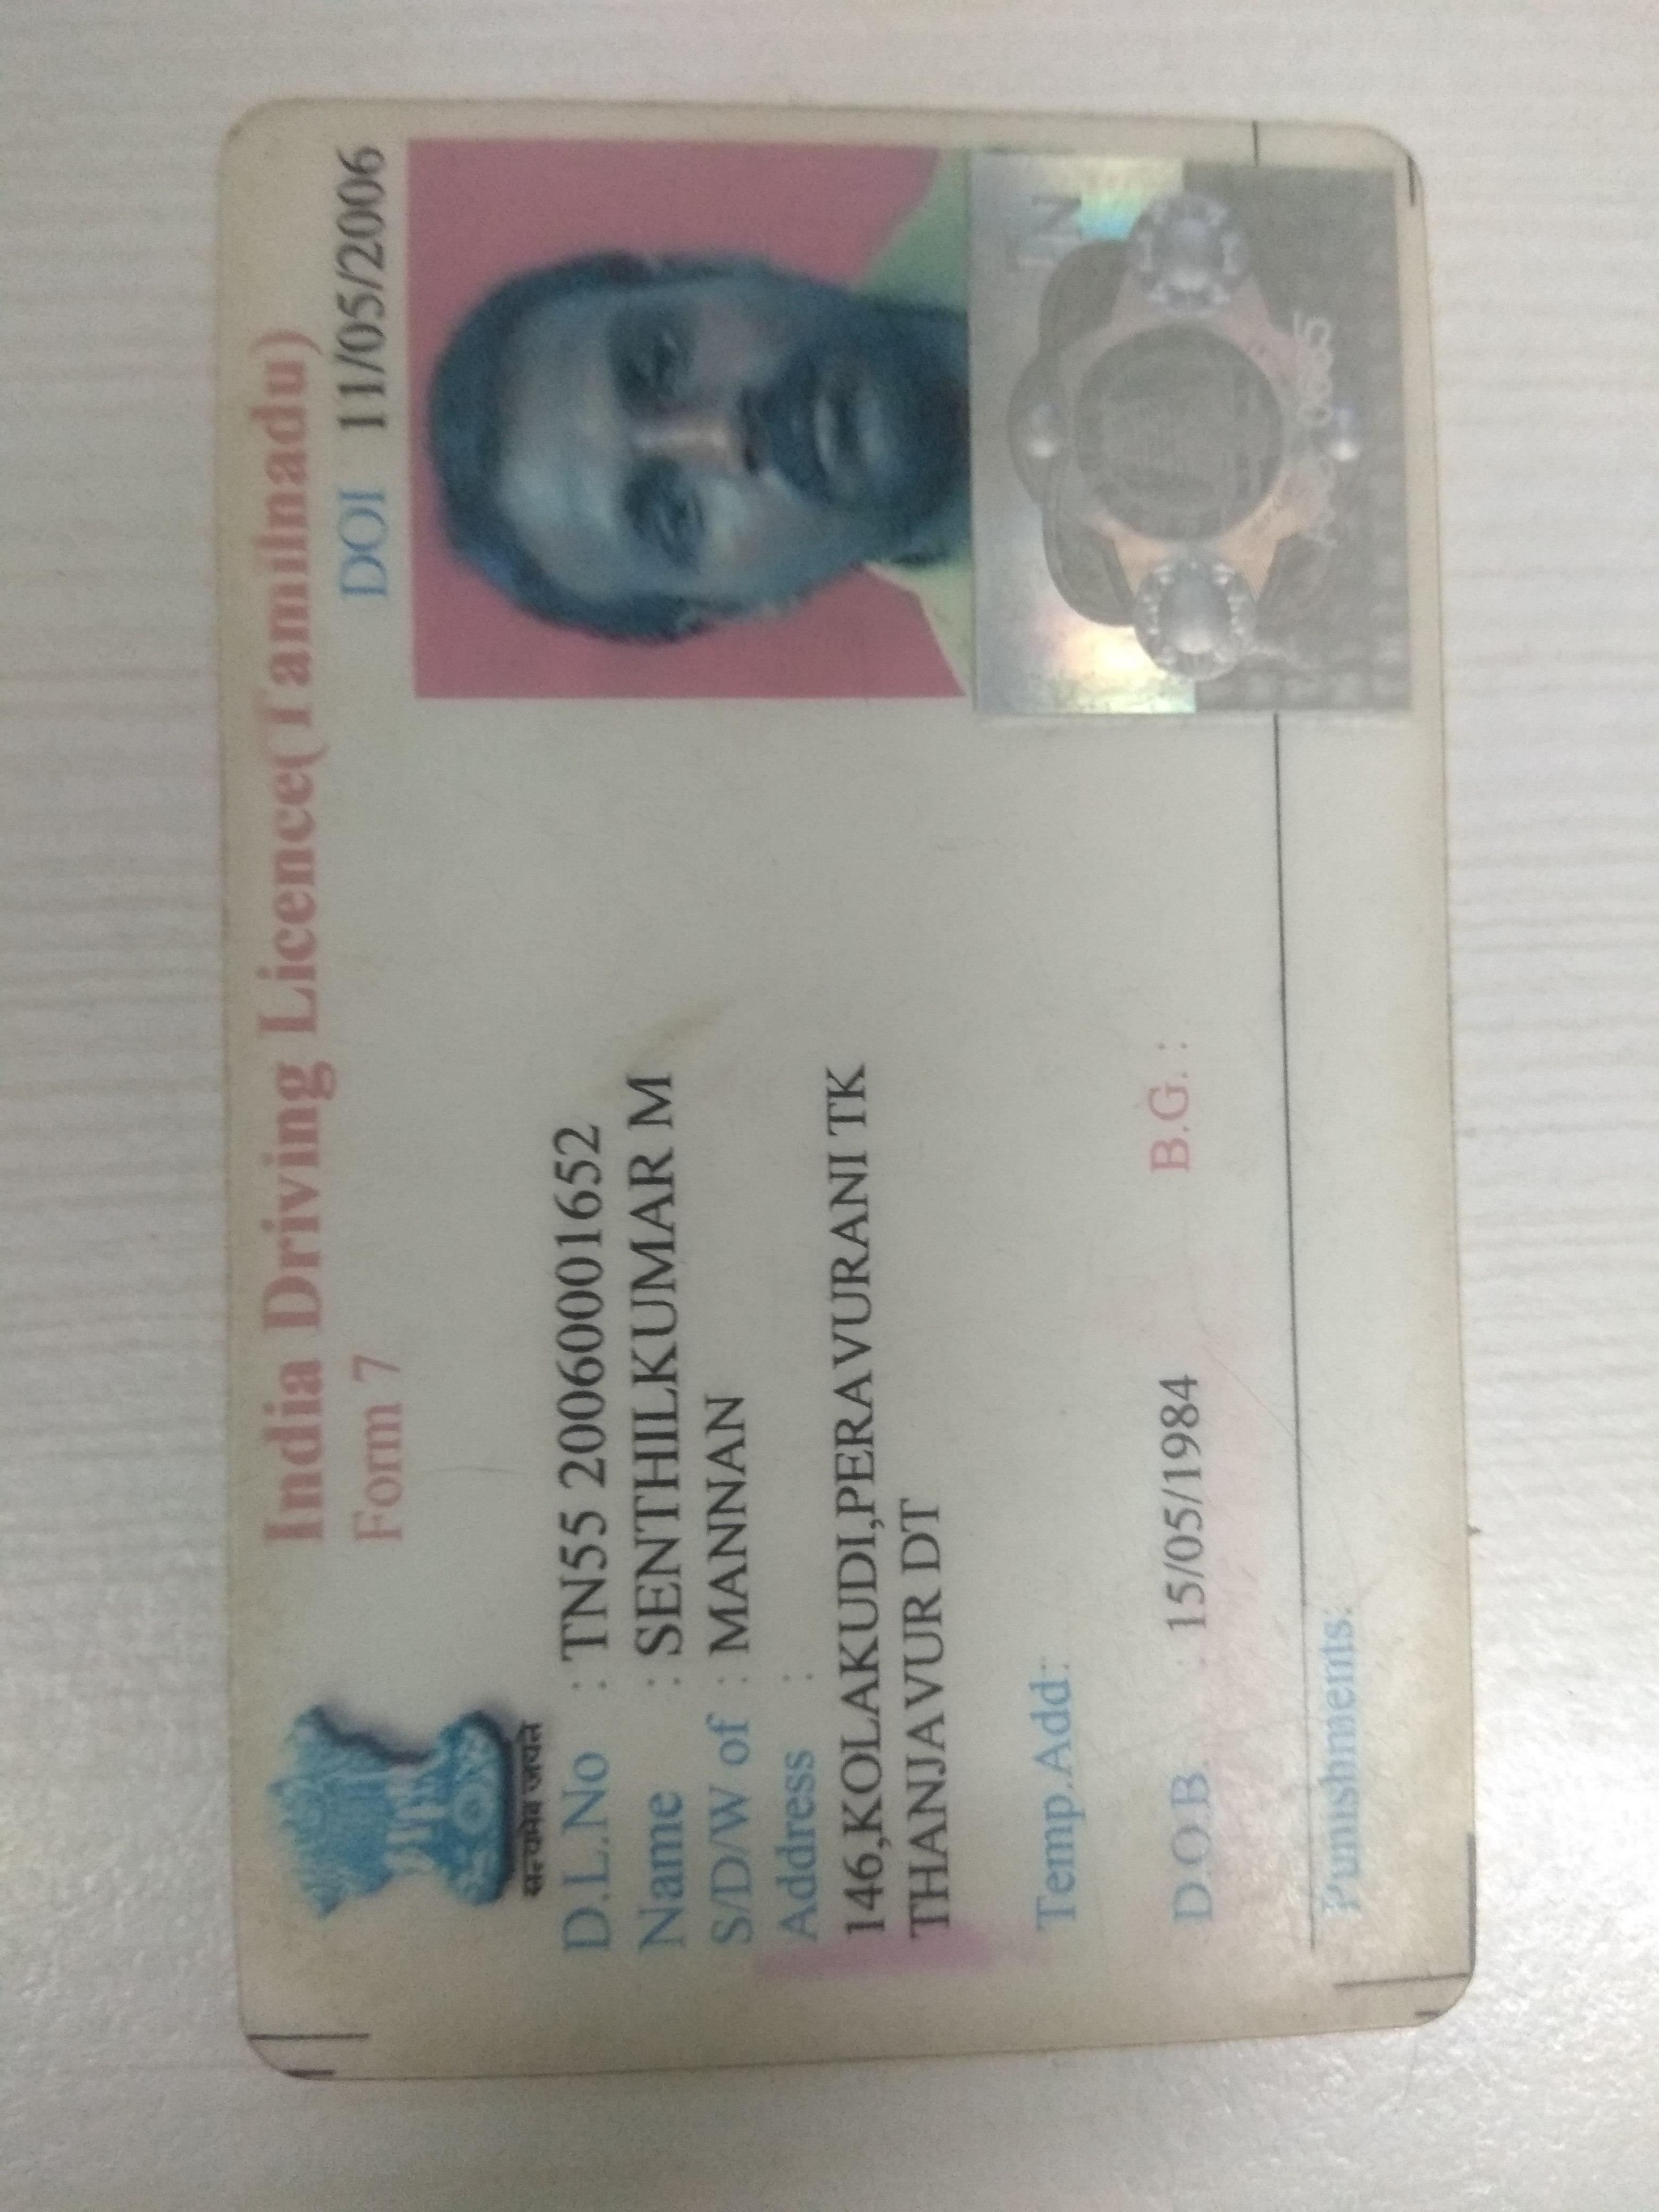 India Driving Licence(Tamilnadu)
Form 7
DOI 11/05/2006
सत्यमेव जयते
D.L.No : TN55 20060001652
Name : SENTHILKUMAR M
S/D/W of : MANNAN
Address :
146,KOLAKUDI,PERAVURANI TK
THANJAVUR DT
Temp.Add:
D.O.B : 15/05/1984 B.G. :
Punishments:
TN